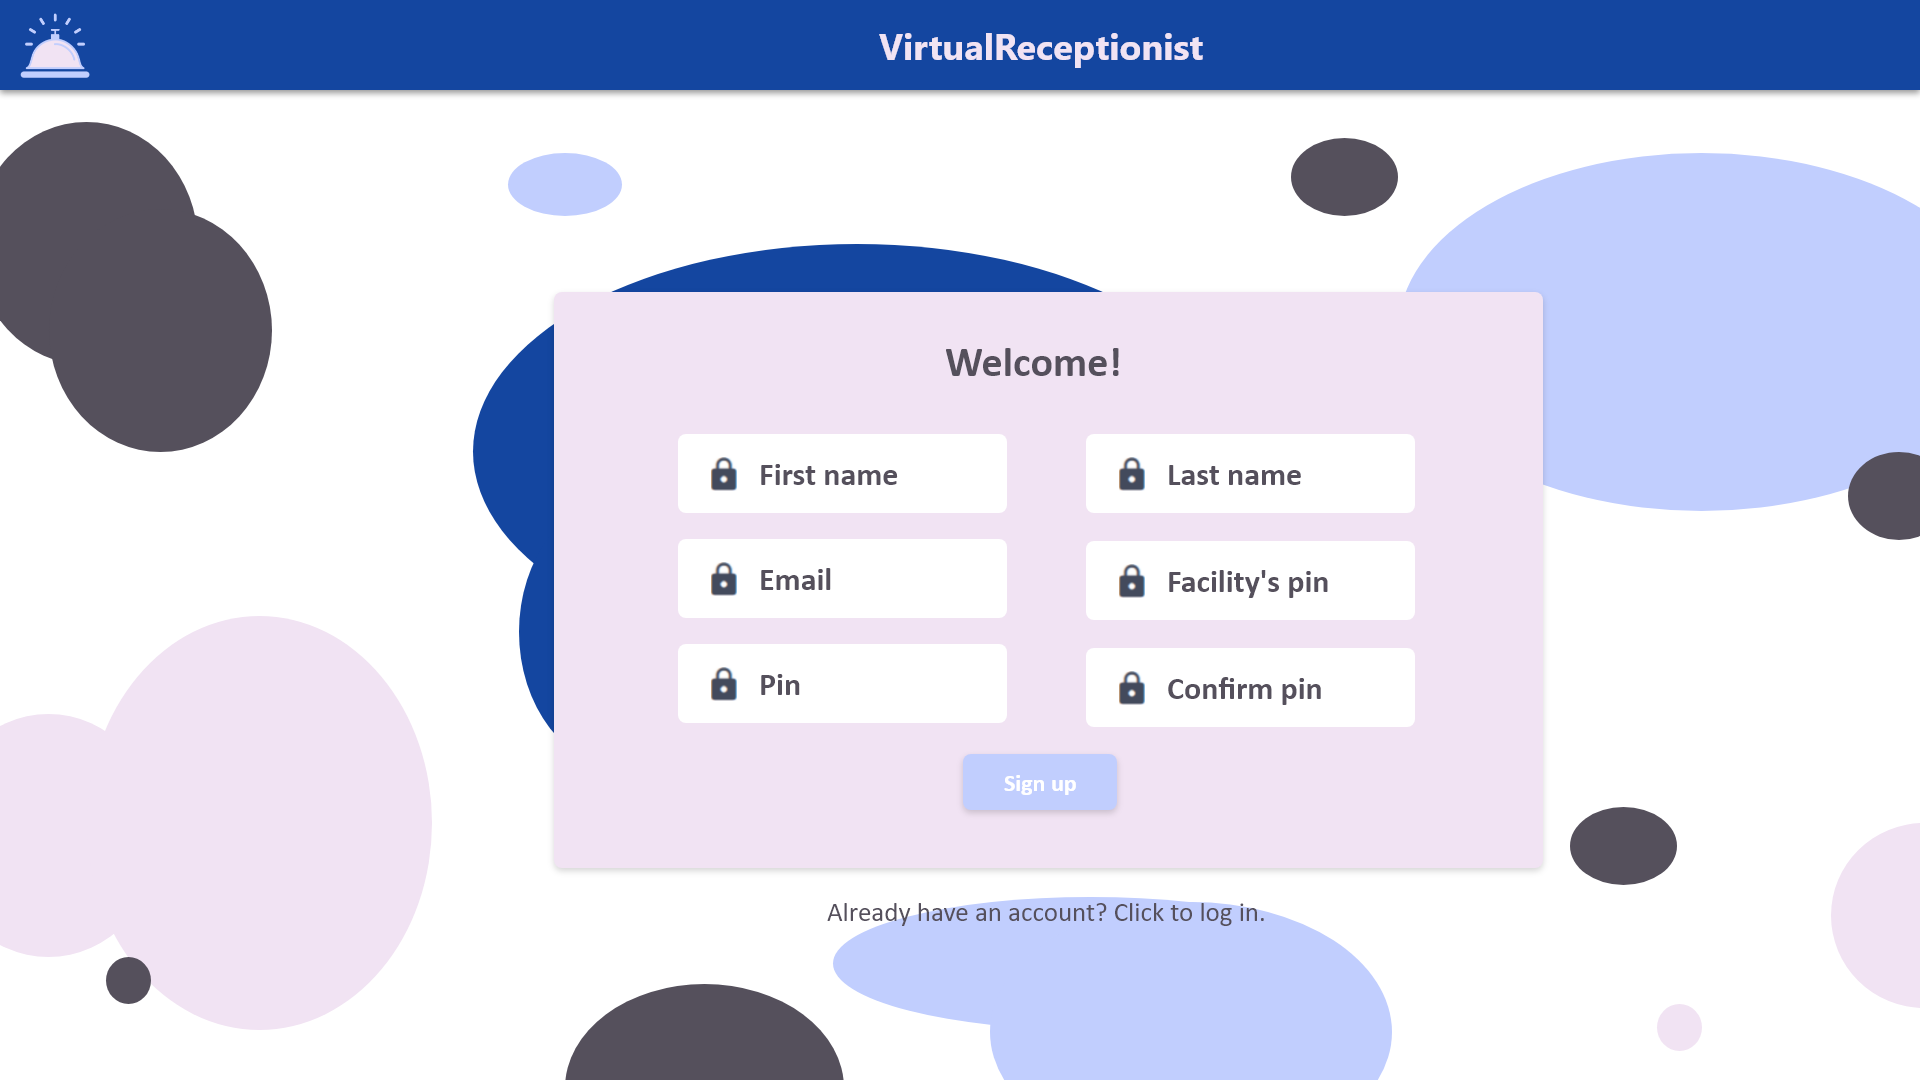 VirtualReceptionist
Welcome!
First name
Last name
Email
Facility's pin
Pin
Confirm pin
Sign up
Already have an account? Click to log in.